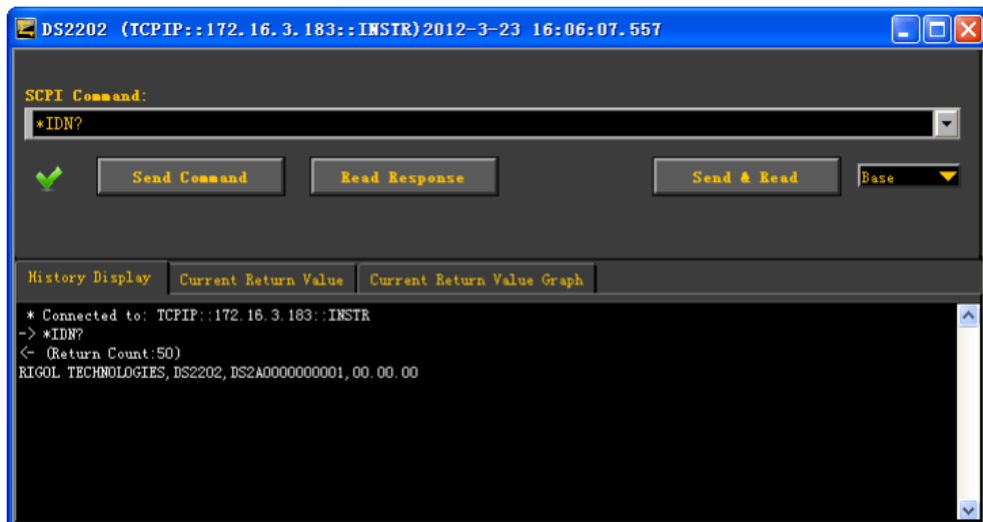 DS2202 (TCPIP::172.16.3.183::INSTR)2012-3-23 16:06:07.557
SCPI Command:
*IDN?
Send Command Read Response Send & Read Base
History Display Current Return Value Current Return Value Graph
* Connected to: TCPIP::172.16.3.183::INSTR
-> *IDN?
<- (Return Count:50)
RIGOL TECHNOLOGIES,DS2202,DS2A0000000001,00.00.00